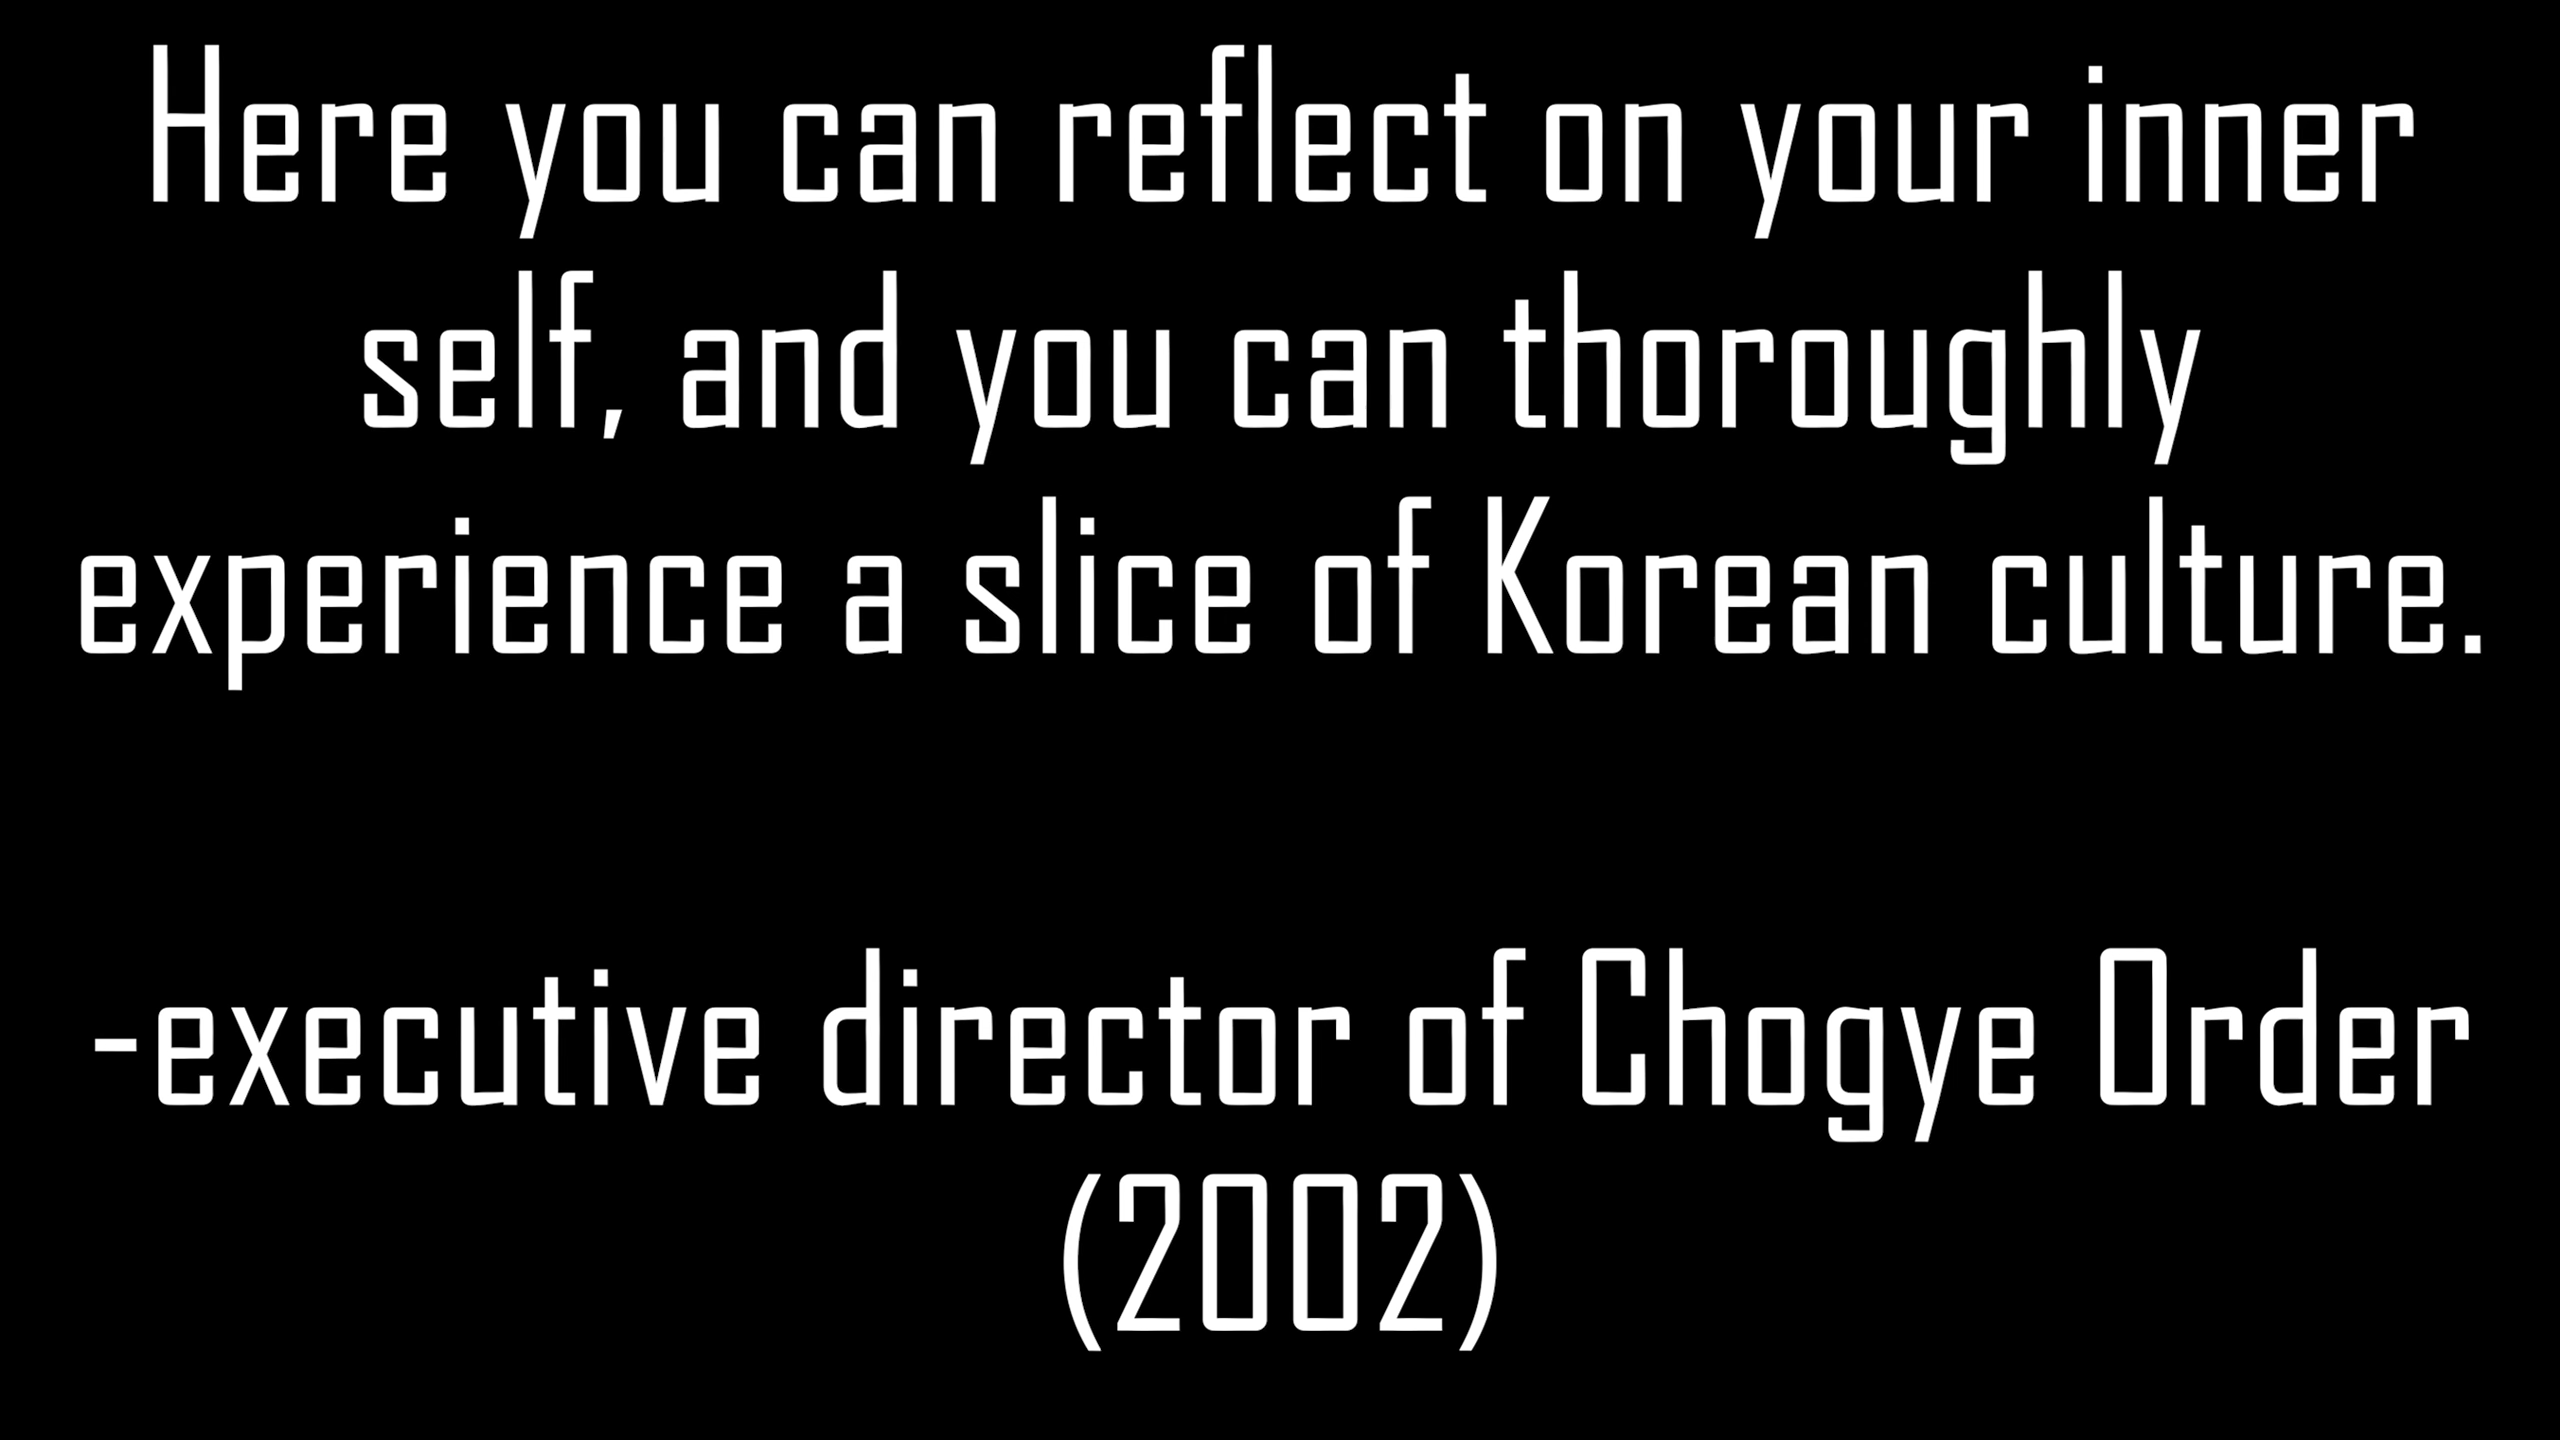 Here you can reflect on your inner
self, and you can thoroughly
experience a slice of Korean culture.
-executive director of Chogye Order
(2002)